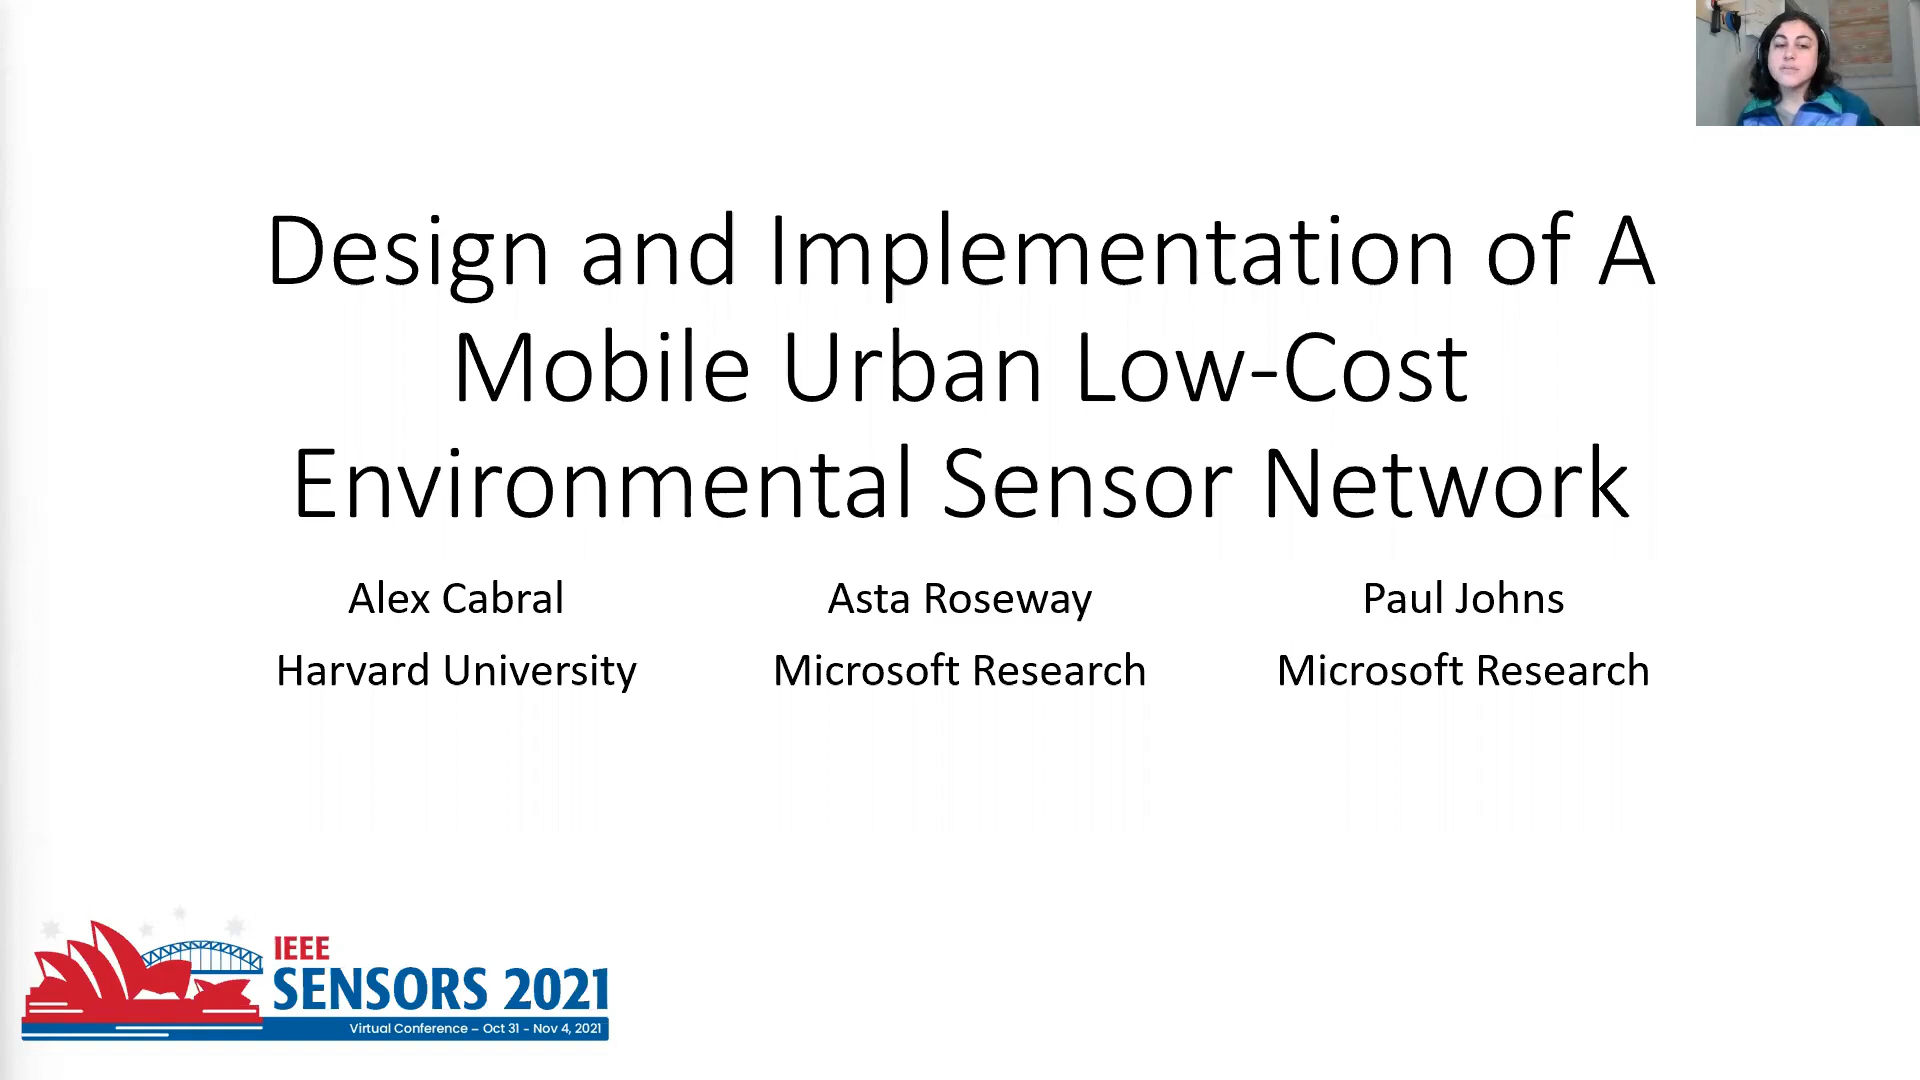 Design and Implementation of A
Mobile Urban Low-Cost
Environmental Sensor Network
Alex Cabral
Harvard University
Asta Roseway
Microsoft Research
Paul Johns
Microsoft Research
IEEE
SENSORS 2021
Virtual Conference – Oct 31 - Nov 4, 2021